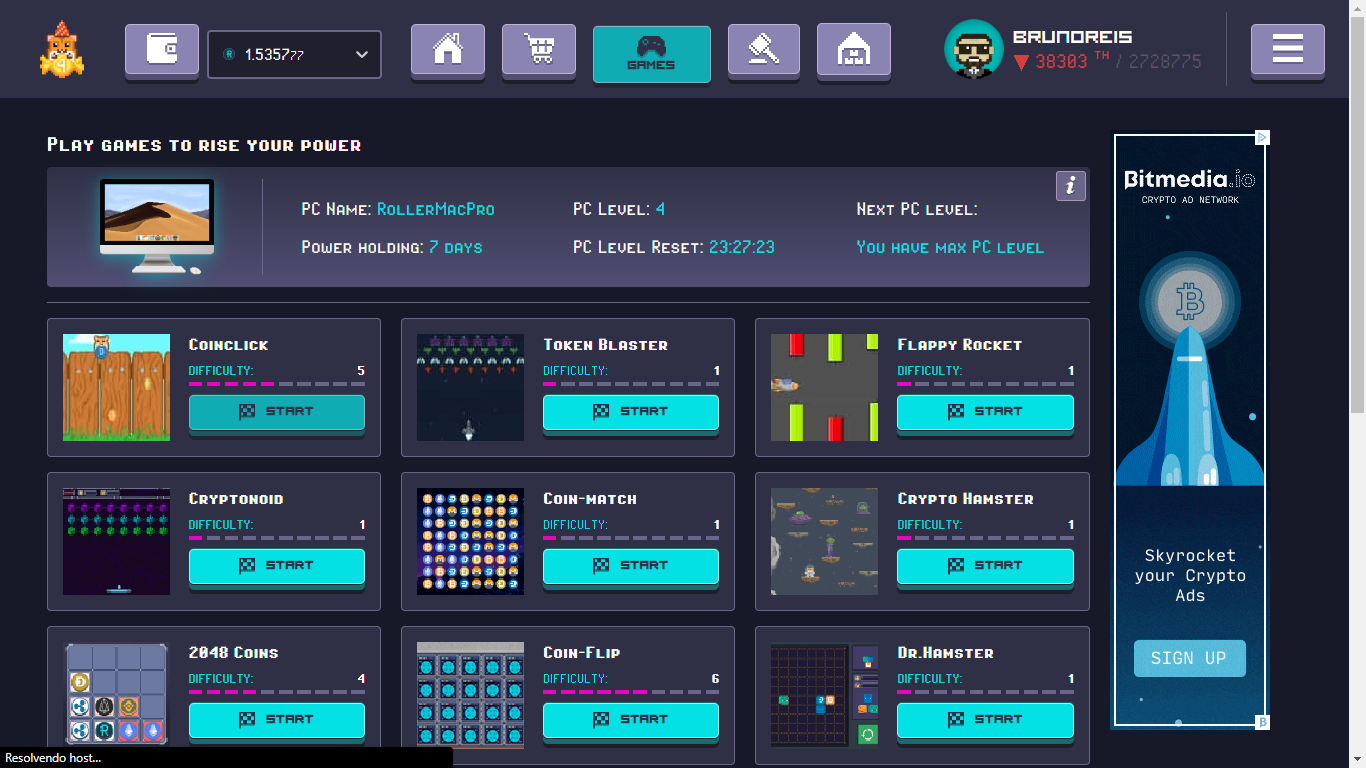 1.535777
GAMES
BRUNOREIS
38303 TH / 2728775
Play games to rise your power
PC Name: RollerMacPro
PC Level: 4
Next PC level:
Power holding: 7 days
PC Level Reset: 23:27:23
You have max PC level
i
Coinclick
DIFFICULTY: 5
START
Token Blaster
DIFFICULTY: 1
START
Flappy Rocket
DIFFICULTY: 1
START
Cryptonoid
DIFFICULTY: 1
START
Coin-match
DIFFICULTY: 1
START
Crypto Hamster
DIFFICULTY: 1
START
2048 Coins
DIFFICULTY: 4
START
Coin-Flip
DIFFICULTY: 6
START
Dr.Hamster
DIFFICULTY: 1
START
Bitmedia.io
CRYPTO AD NETWORK
Skyrocket
your Crypto
Ads
SIGN UP
Resolvendo host...